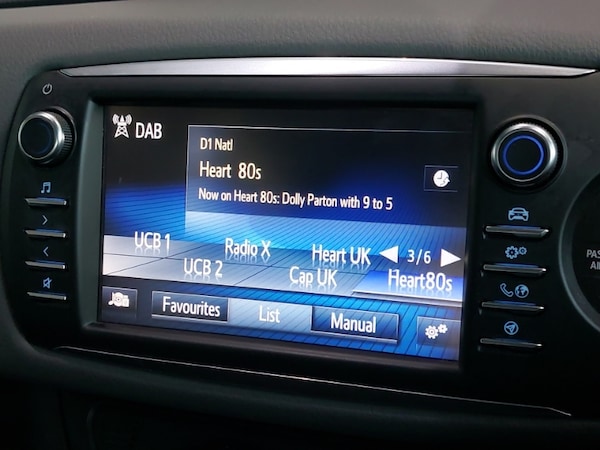 DAB
D1 Natl
Heart 80s
Now on Heart 80s: Dolly Parton with 9 to 5
UCB 1 Radio X Heart UK 3/6
UCB 2 Cap UK Heart80s
Favourites List Manual
PAS